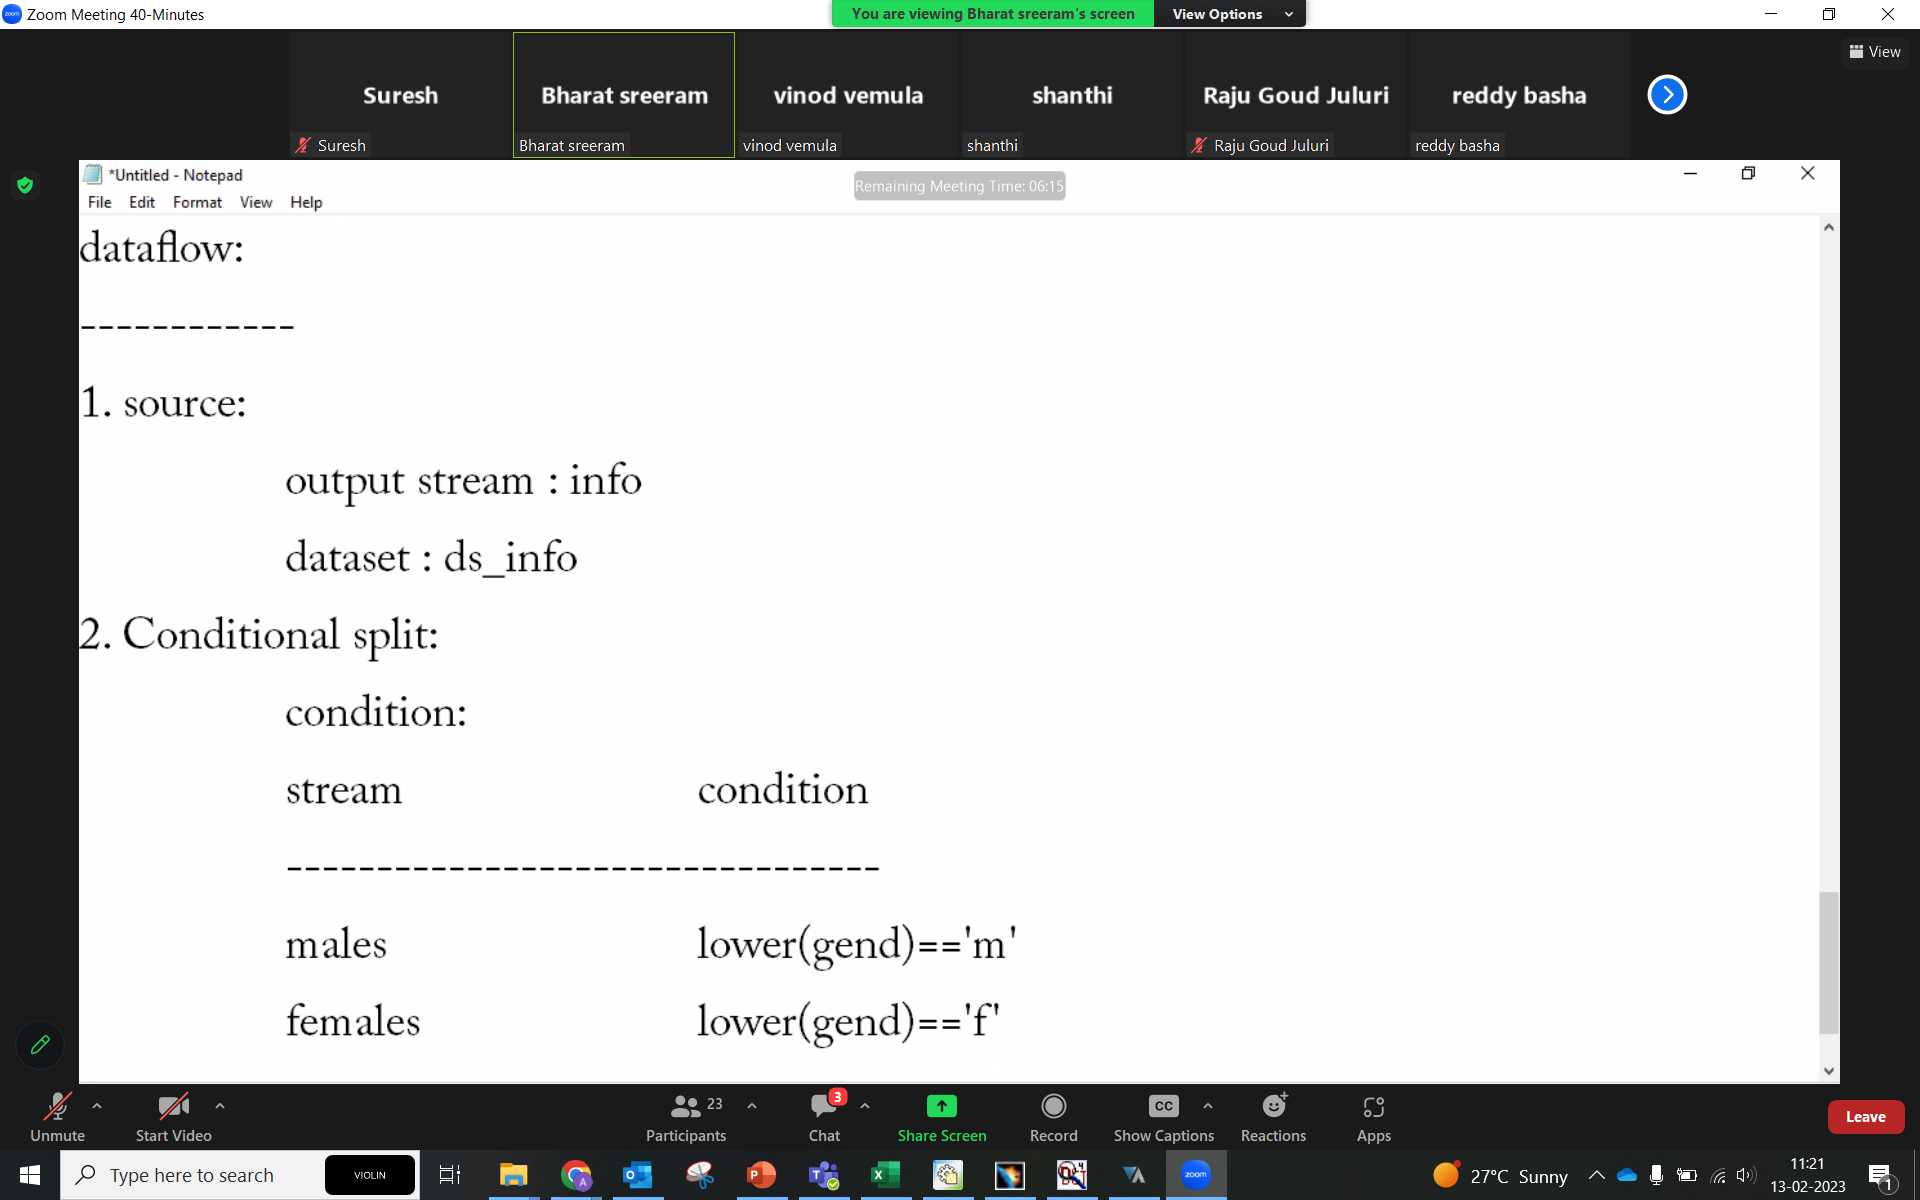 Zoom Meeting 40-Minutes
You are viewing Bharat sreeram's screen
View Options
View
Suresh
Bharat sreeram
vinod vemula
shanthi
Raju Goud Juluri
reddy basha
Suresh
Bharat sreeram
vinod vemula
shanthi
Raju Goud Juluri
reddy basha
*Untitled - Notepad
Remaining Meeting Time: 06:15
File Edit Format View Help
dataflow:
------------
1. source:
output stream : info
dataset : ds_info
2. Conditional split:
condition:
stream condition
---------------------------------
males lower(gend)=='m'
females lower(gend)=='f'
Unmute
Start Video
Participants 23
Chat 3
Share Screen
Record
CC
Show Captions
Reactions
Apps
Leave
Type here to search
VIOLIN
zoom
27°C Sunny
11:21
13-02-2023
1